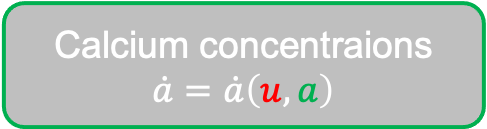 Calcium concentraions
ȧ = ȧ(u, a)